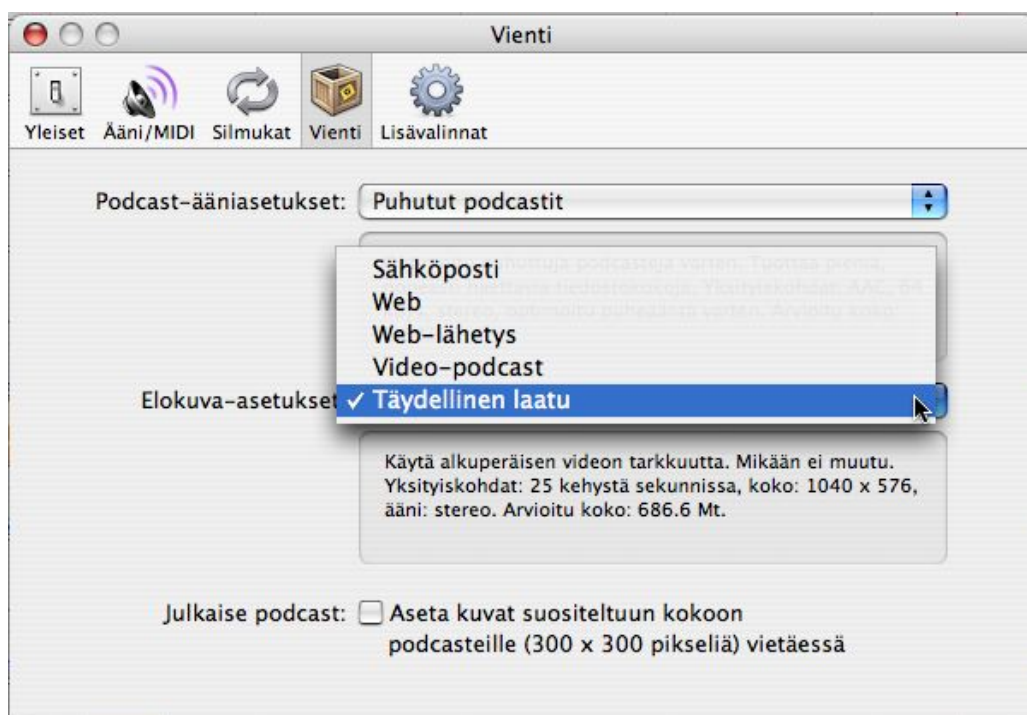 Vienti
Yleiset Ääni/MIDI Silmukat Vienti Lisävalinnat
Podcast-ääniasetukset: Puhutut podcastit
Sähköposti
Web
Web-lähetys
Video-podcast
Elokuva-asetukset ✓ Täydellinen laatu
Käytä alkuperäisen videon tarkkuutta. Mikään ei muutu.
Yksityiskohdat: 25 kehystä sekunnissa, koko: 1040 x 576,
ääni: stereo. Arvioitu koko: 686.6 Mt.
Julkaise podcast: Aseta kuvat suositeltuun kokoon
podcasteille (300 x 300 pikseliä) vietäessä